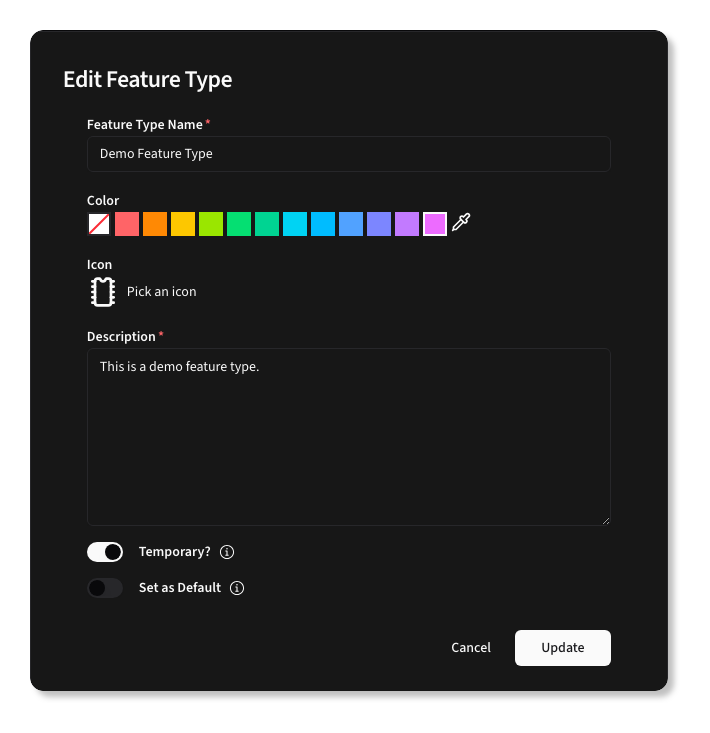 Edit Feature Type
Feature Type Name *
Demo Feature Type
Color
Icon
Pick an icon
Description *
This is a demo feature type.
Temporary?
Set as Default
Cancel
Update